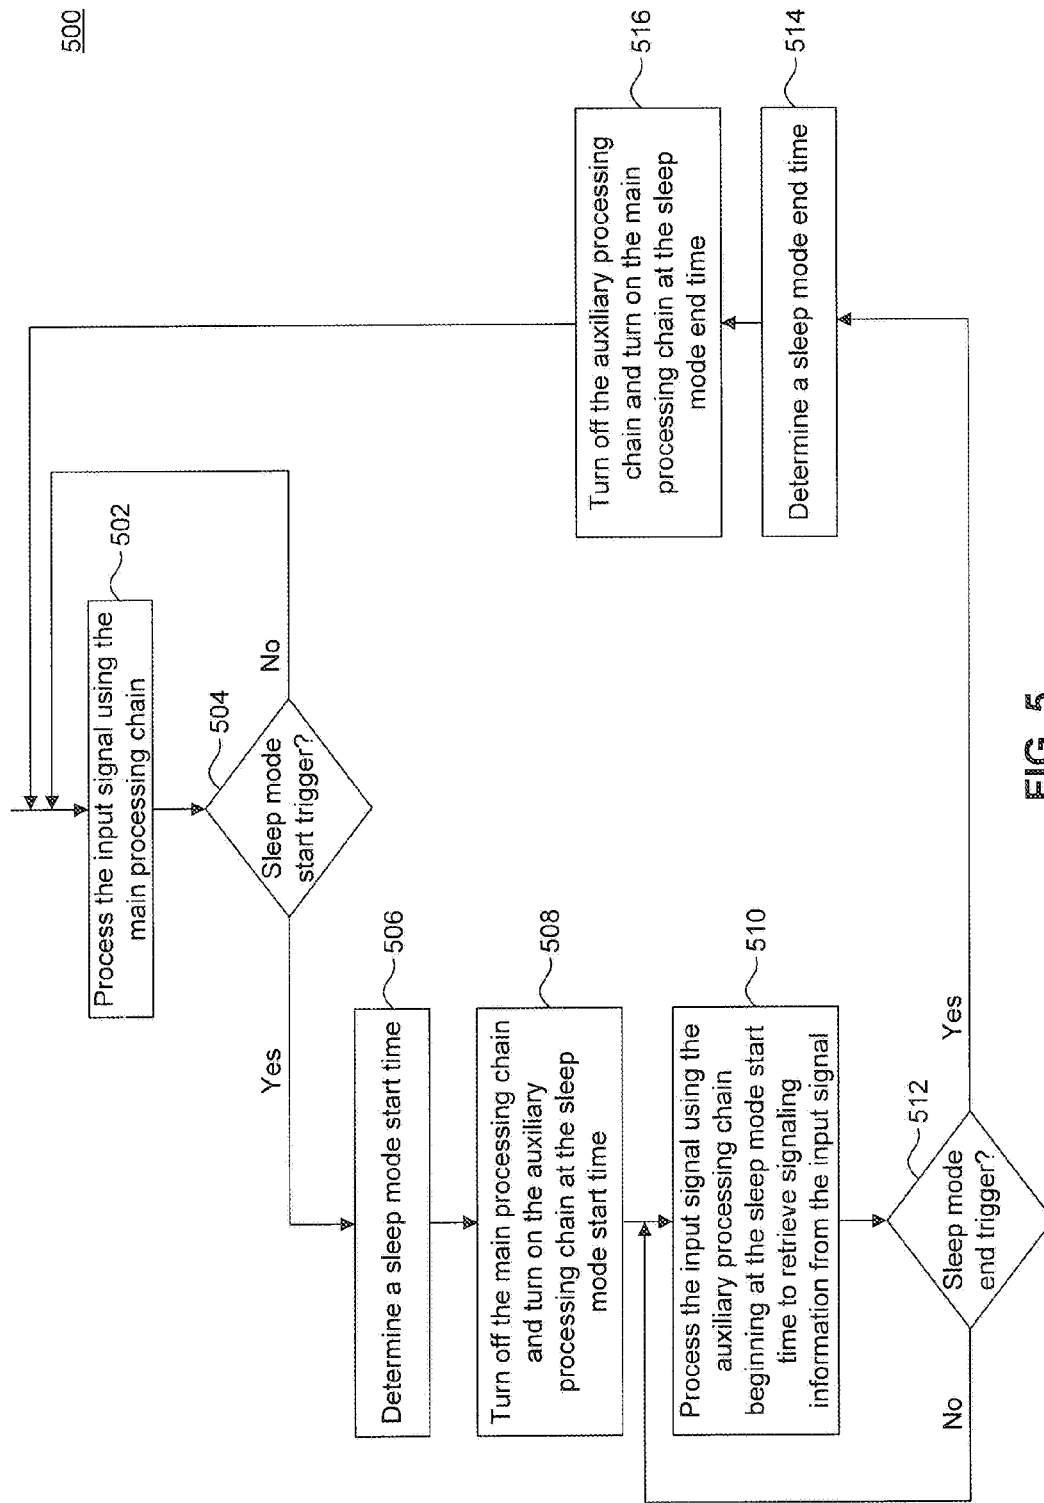 500
Process the input signal using the
main processing chain
502
Sleep mode
start trigger?
504
No
Yes
Determine a sleep mode start time
506
Turn off the main processing chain
and turn on the auxiliary
processing chain at the sleep
mode start time
508
Process the input signal using the
auxiliary processing chain
beginning at the sleep mode start
time to retrieve signaling
information from the input signal
510
Sleep mode
end trigger?
512
No
Yes
Determine a sleep mode end time
514
Turn off the auxiliary processing
chain and turn on the main
processing chain at the sleep
mode end time
516
FIG. 5